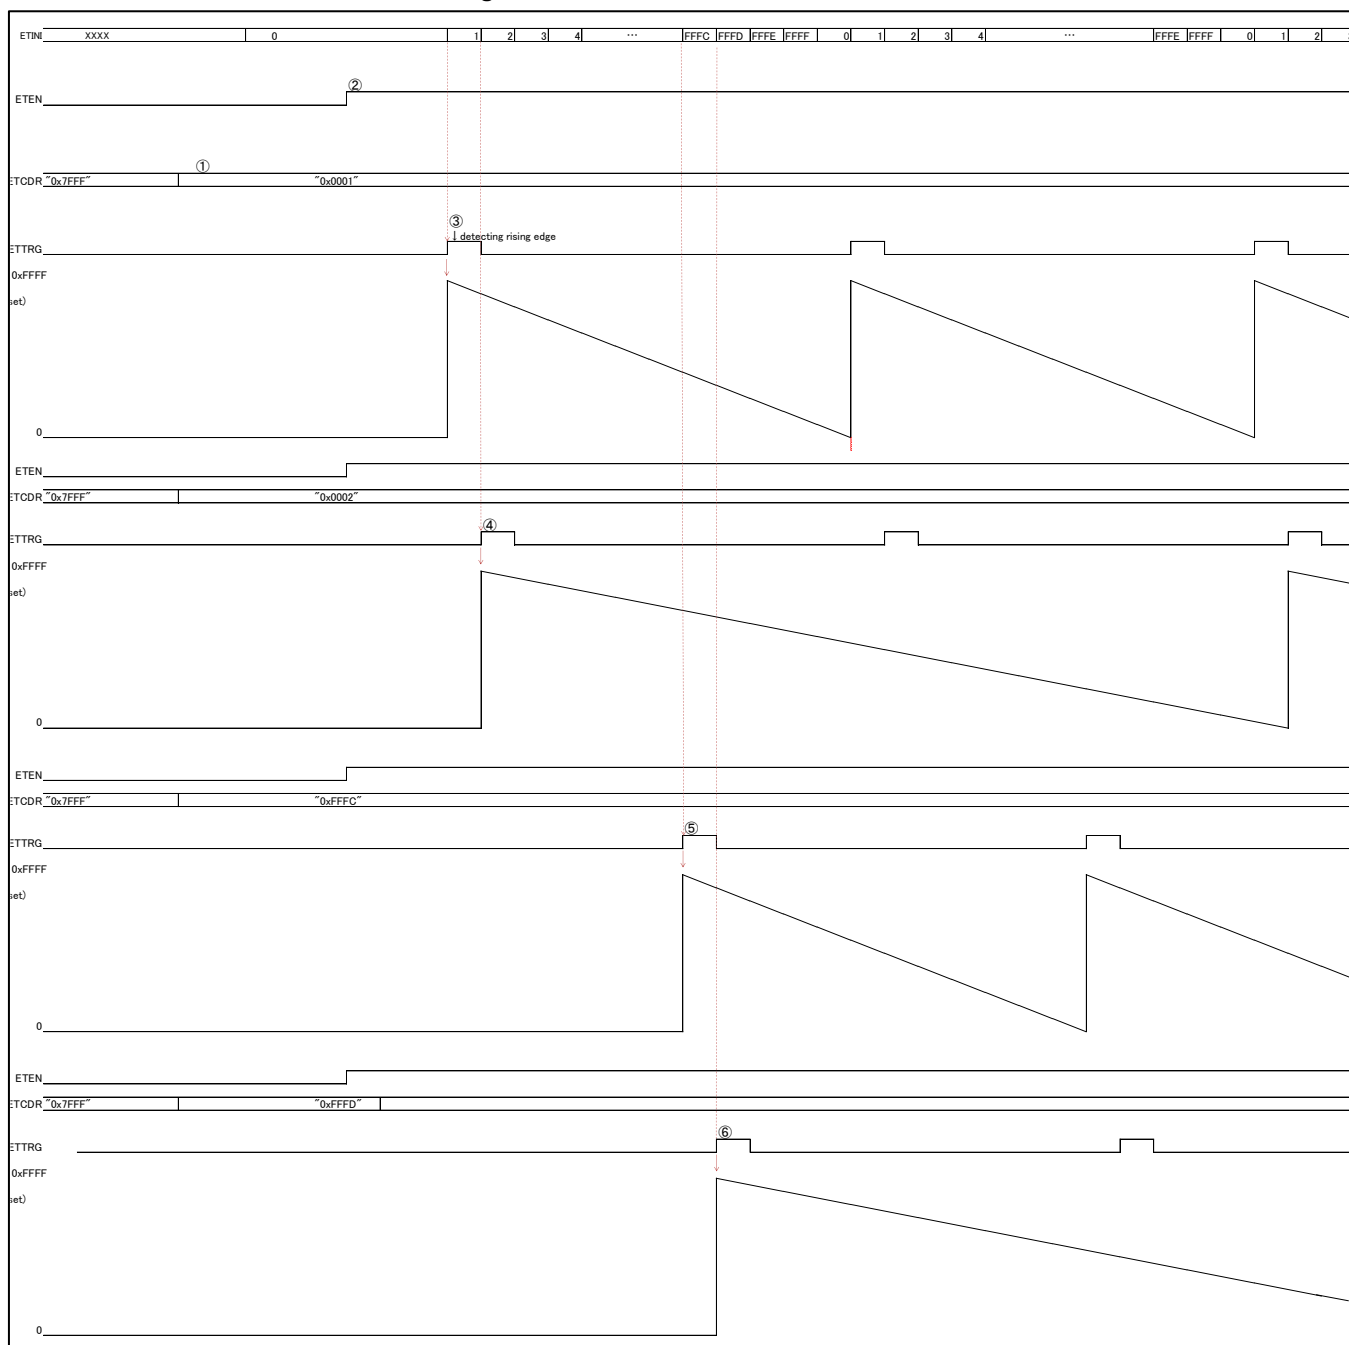 ETINI XXXX 0 1 2 3 4 ... FFFC FFFD FFFE FFFF 0 1 2 3 4 ... FFFE FFFF 0 1 2
②
ETEN
①
ETCDR "0x7FFF" "0x0001"
③
↓ detecting rising edge
ETTRG
0xFFFF
set)
0
ETEN
ETCDR "0x7FFF" "0x0002"
④
ETTRG
0xFFFF
set)
0
ETEN
ETCDR "0x7FFF" "0xFFFC"
⑤
ETTRG
0xFFFF
set)
0
ETEN
ETCDR "0x7FFF" "0xFFFD"
⑥
ETTRG
0xFFFF
set)
0